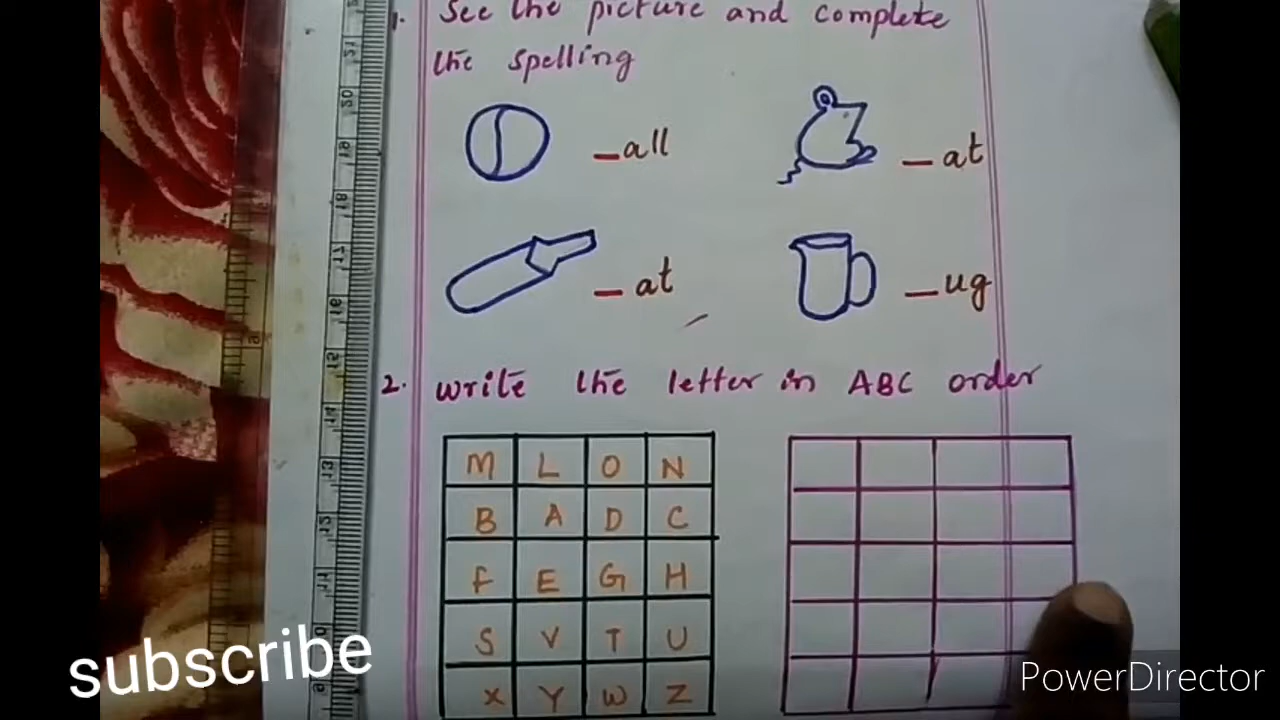 1. See the picture and complete
the spelling
_all
_at
_at
_ug
2. write the letter in ABC order
M L O N
B A D C
F E G H
S V T U
X Y W Z
subscribe
PowerDirector